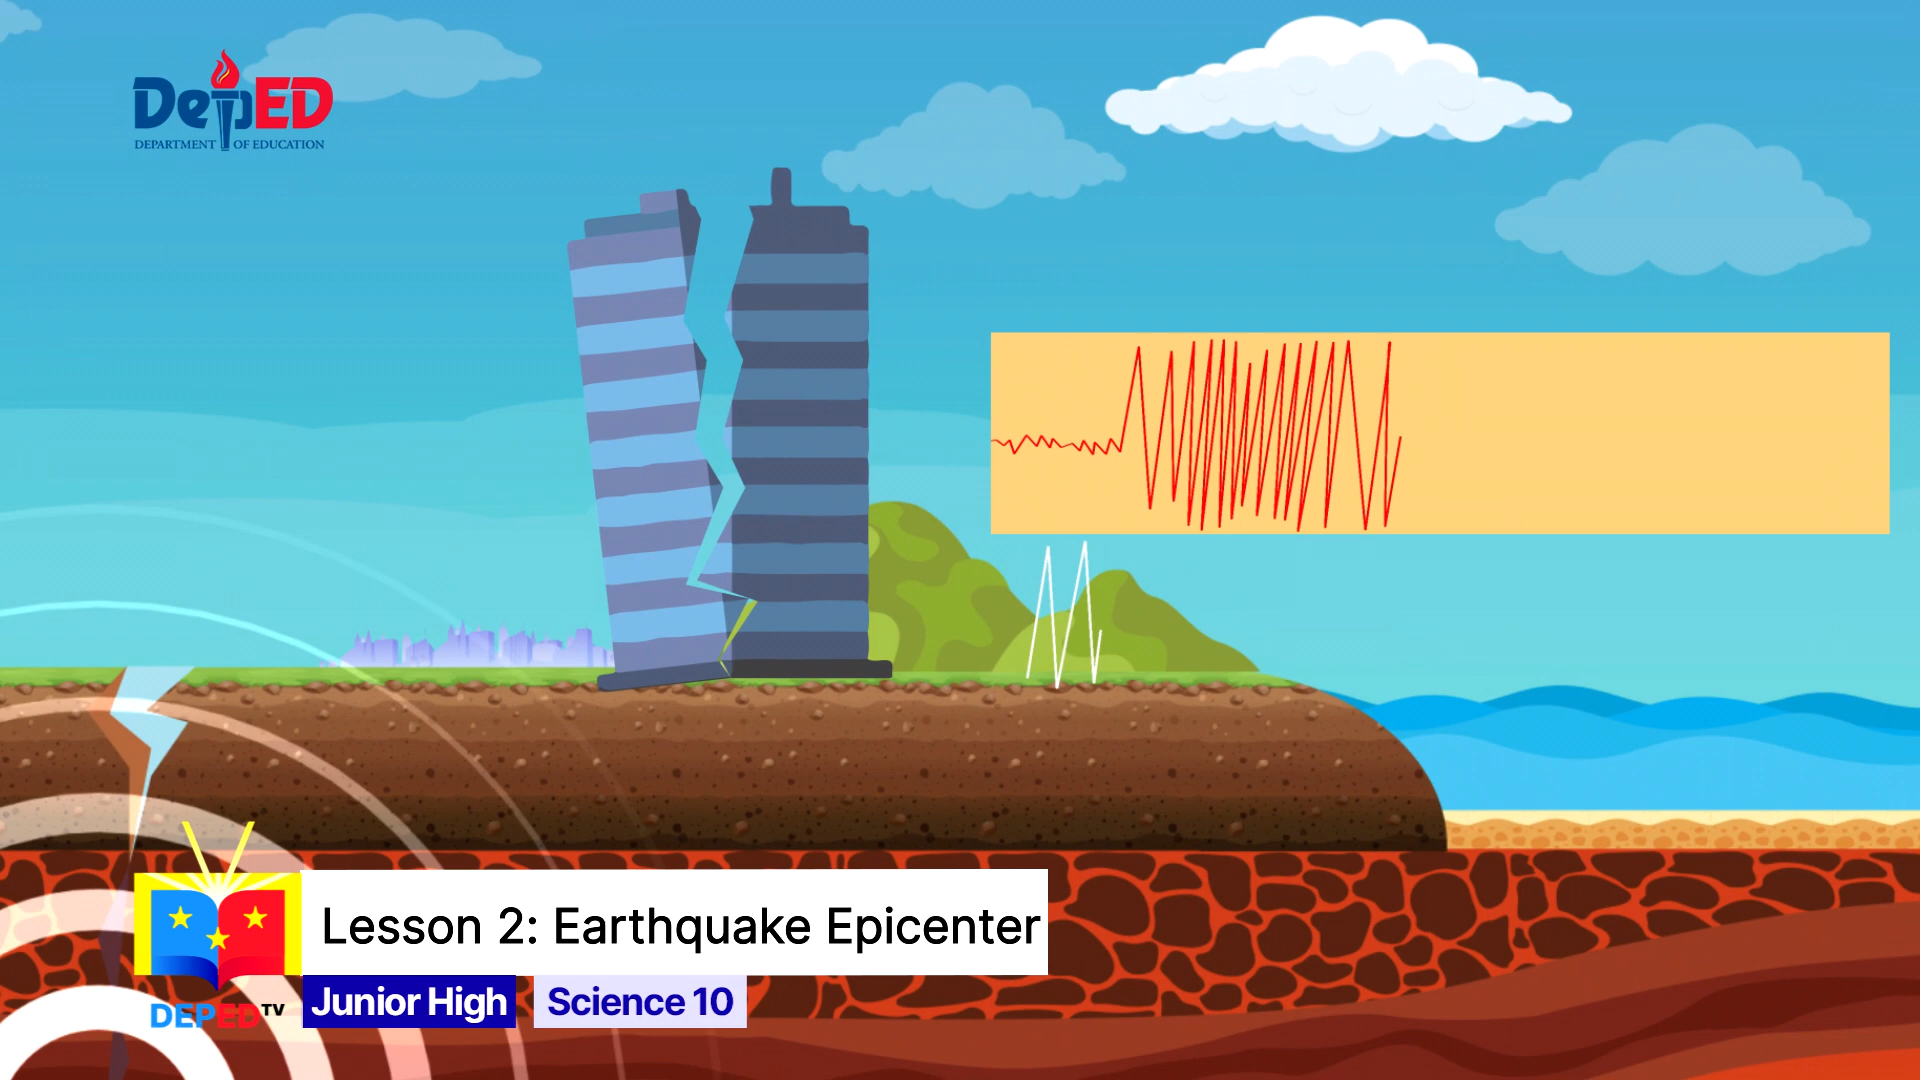 DepED
DEPARTMENT OF EDUCATION
Lesson 2: Earthquake Epicenter
Junior High Science 10
DEPED TV